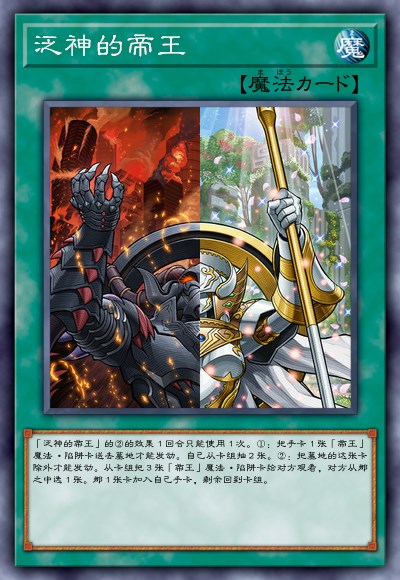 泛神的帝王
魔
【魔法カード】
ま ほう
「泛神的帝王」的②的效果1回合只能使用1次。①：把手卡1张「帝王」
魔法·陷阱卡送去墓地才能发动。自己从卡组抽2张。②：把墓地的这张卡
除外才能发动。从卡组把3张「帝王」魔法·陷阱卡给对方观看，对方从那
之中选1张。那1张卡加入自己手卡，剩余回到卡组。